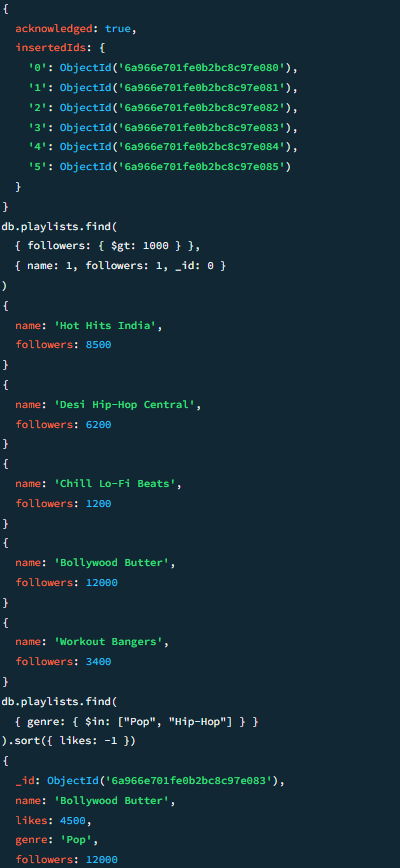 {
  acknowledged: true,
  insertedIds: {
    '0': ObjectId('6a966e701fe0b2bc8c97e080'),
    '1': ObjectId('6a966e701fe0b2bc8c97e081'),
    '2': ObjectId('6a966e701fe0b2bc8c97e082'),
    '3': ObjectId('6a966e701fe0b2bc8c97e083'),
    '4': ObjectId('6a966e701fe0b2bc8c97e084'),
    '5': ObjectId('6a966e701fe0b2bc8c97e085')
  }
}
db.playlists.find(
  { followers: { $gt: 1000 } },
  { name: 1, followers: 1, _id: 0 }
)
{
  name: 'Hot Hits India',
  followers: 8500
}
{
  name: 'Desi Hip-Hop Central',
  followers: 6200
}
{
  name: 'Chill Lo-Fi Beats',
  followers: 1200
}
{
  name: 'Bollywood Butter',
  followers: 12000
}
{
  name: 'Workout Bangers',
  followers: 3400
}
db.playlists.find(
  { genre: { $in: ["Pop", "Hip-Hop"] } }
).sort({ likes: -1 })
{
  _id: ObjectId('6a966e701fe0b2bc8c97e083'),
  name: 'Bollywood Butter',
  likes: 4500,
  genre: 'Pop',
  followers: 12000